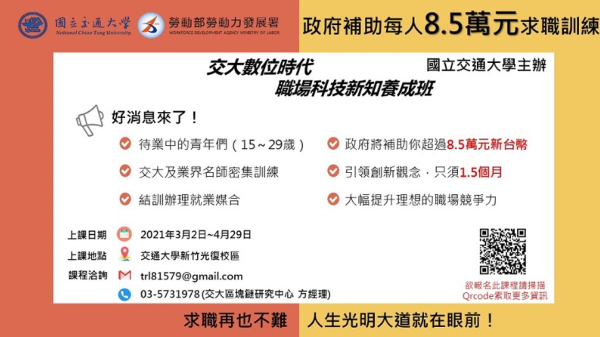 國立交通大學
National Chiao Tung University
勞動部勞動力發展署
WORKFORCE DEVELOPMENT AGENCY, MINISTRY OF LABOR
政府補助每人8.5萬元求職訓練
交大數位時代
職場科技新知養成班
國立交通大學主辦
好消息來了！
待業中的青年們（15～29歲）
交大及業界名師密集訓練
結訓辦理就業媒合
政府將補助你超過8.5萬元新台幣
引領創新觀念，只須1.5個月
大幅提升理想的職場競爭力
上課日期 2021年3月2日~4月29日
上課地點 交通大學新竹光復校區
課程洽詢 trl81579@gmail.com
03-5731978(交大區塊鏈研究中心 方經理)
欲報名此課程請掃描
Qrcode索取更多資訊
求職再也不難 人生光明大道就在眼前！